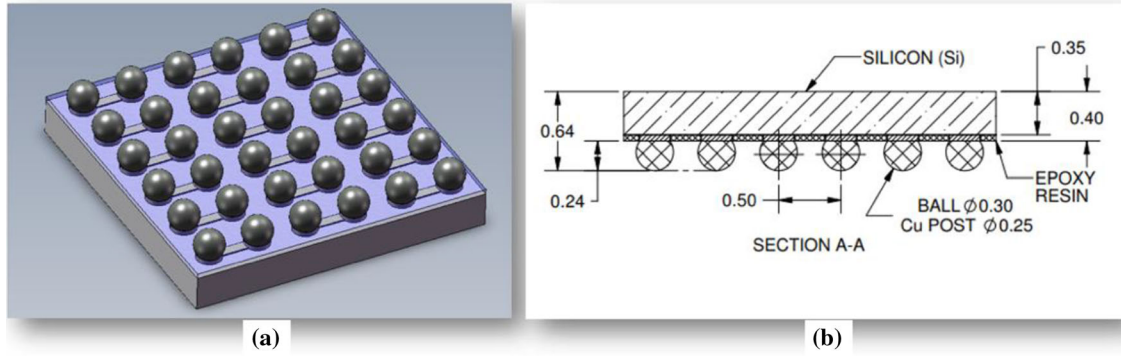 SILICON (Si)
0.35
0.40
0.64
0.24
0.50
BALL Ø0.30
Cu POST Ø0.25
EPOXY
RESIN
SECTION A-A
(a)
(b)